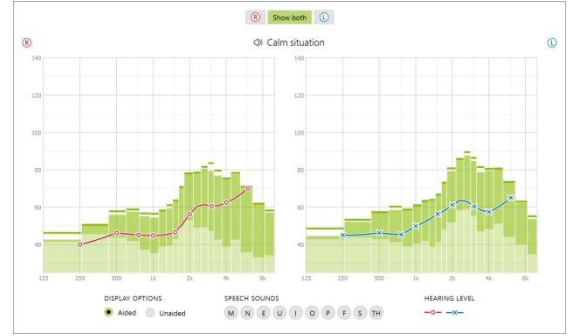 R Show both L
R Calm situation L
140 140
120 120
100 100
80 80
60 60
40 40
125 250 500 1k 2k 4k 8k 125 250 500 1k 2k 4k 8k
DISPLAY OPTIONS SPEECH SOUNDS HEARING LEVEL
Aided Unaided M N E U I O P F S TH